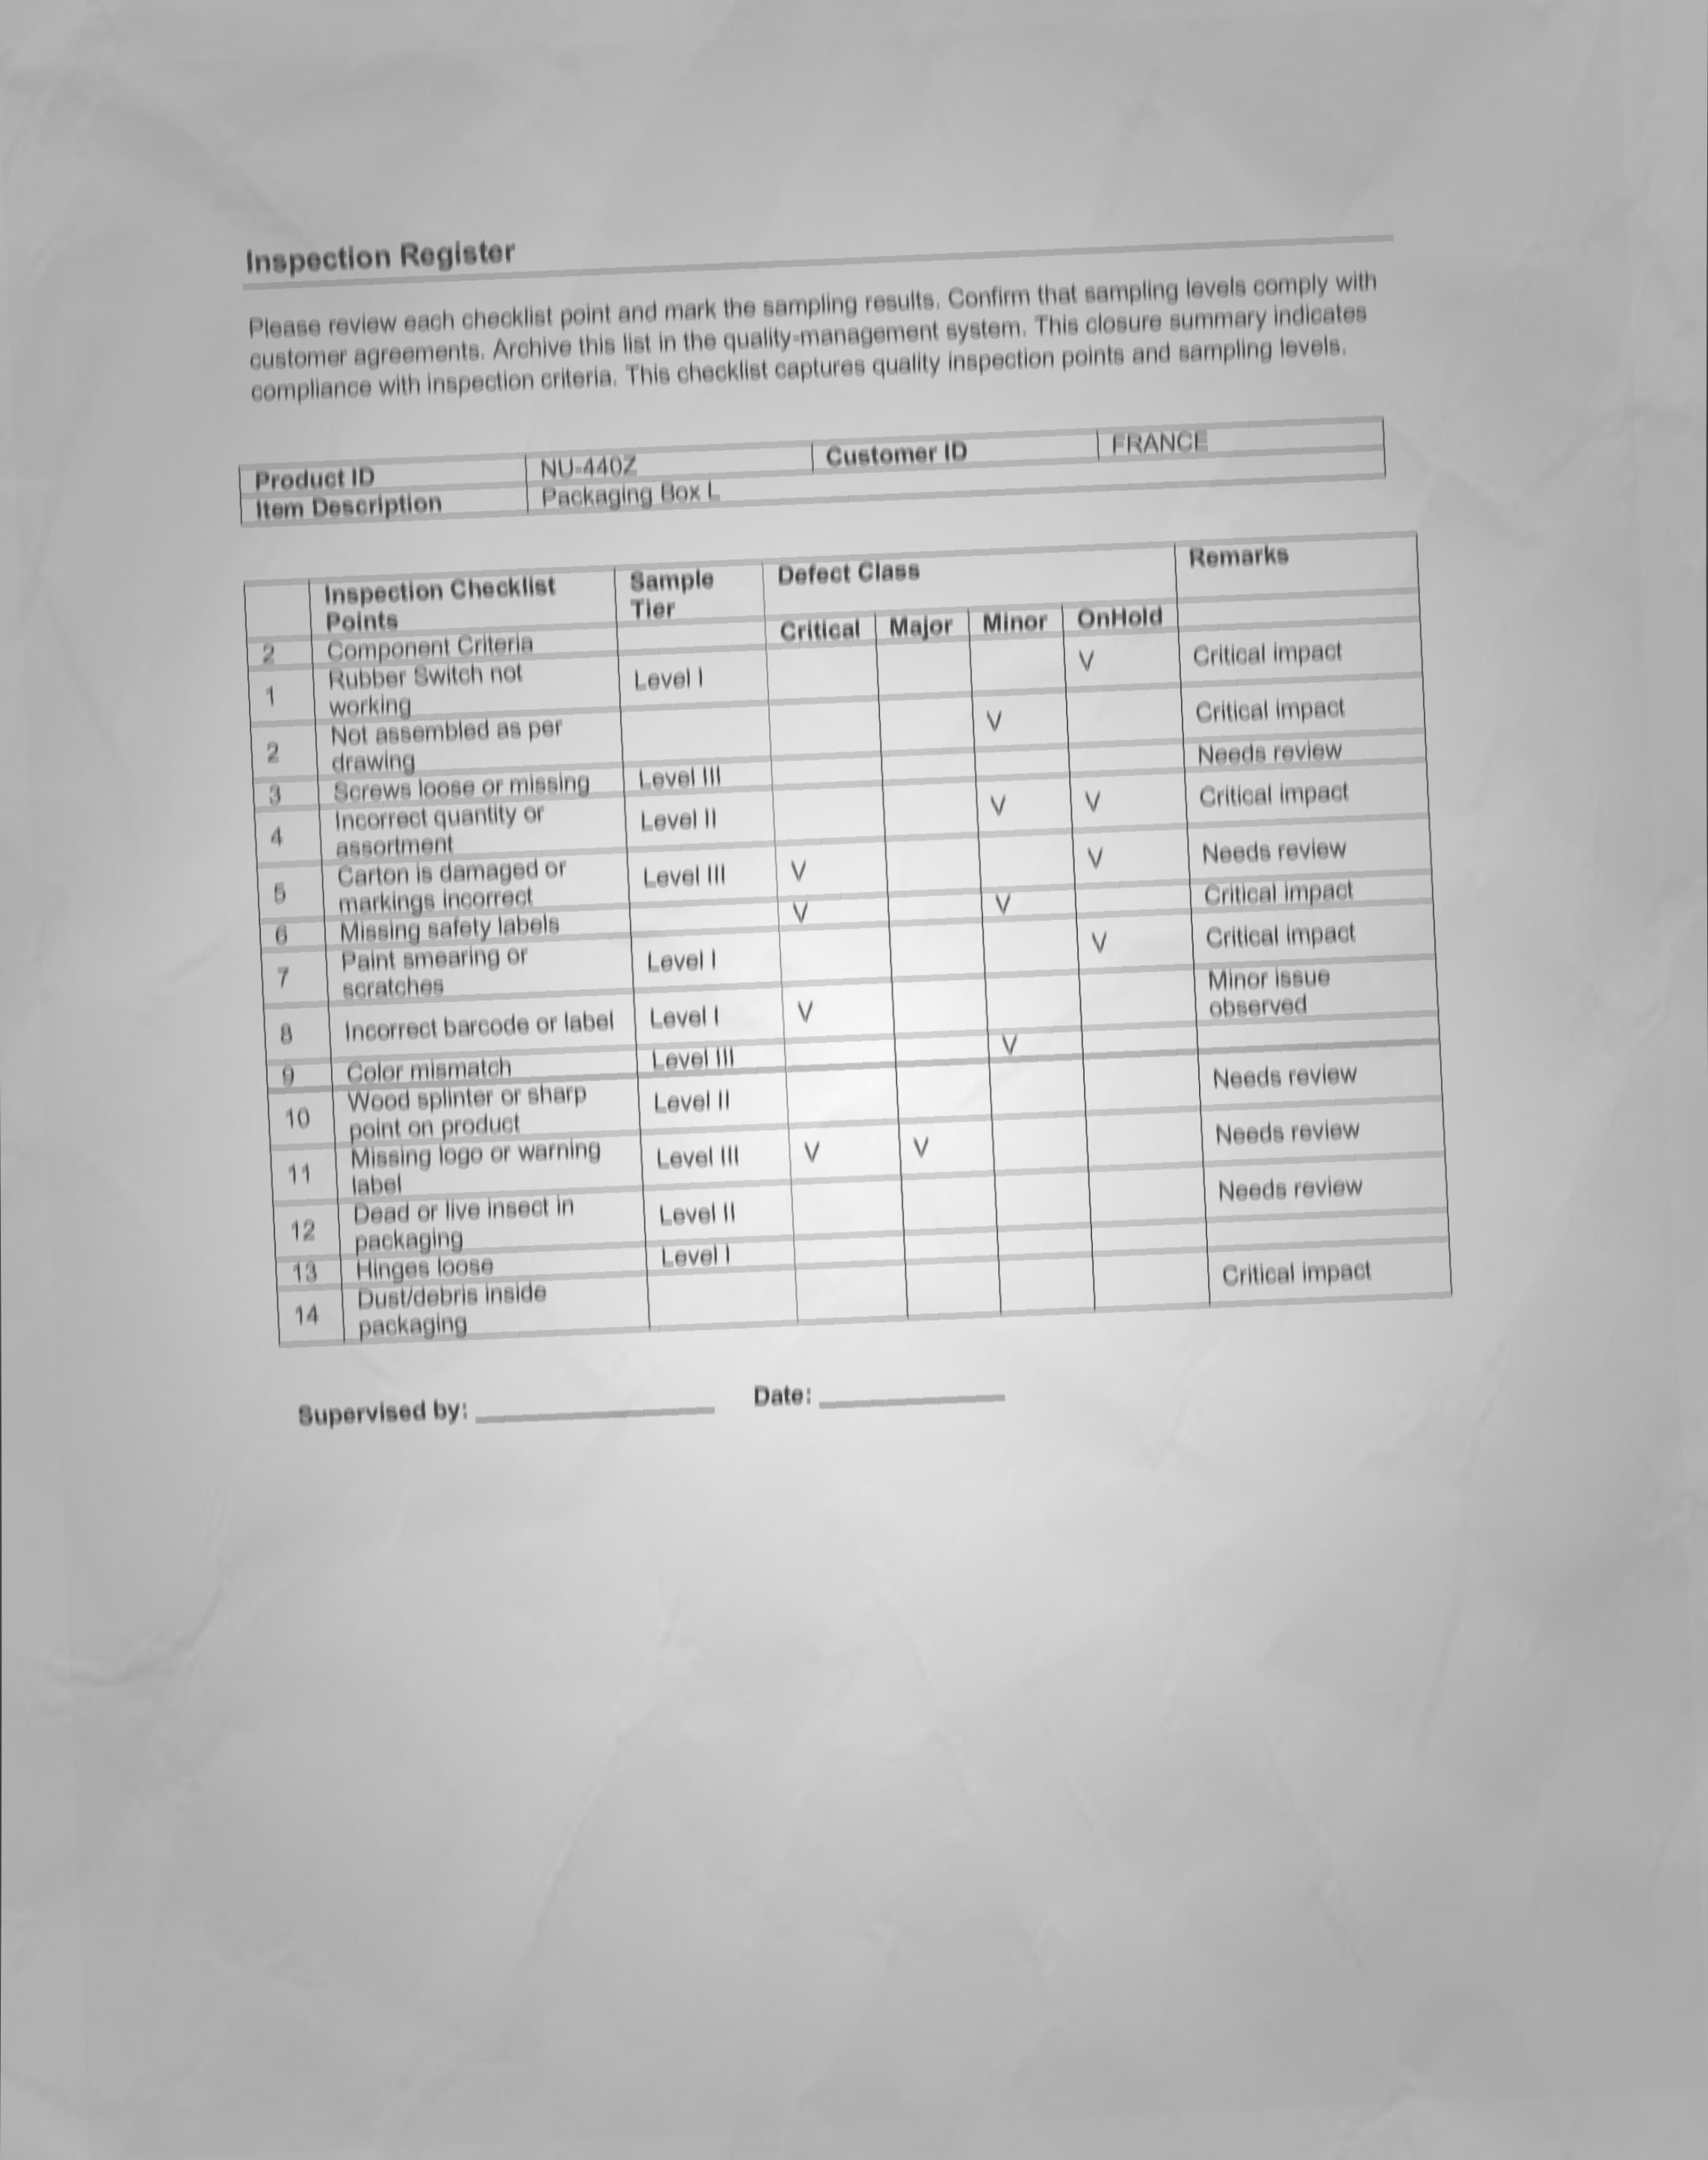 Inspection Register
Please review each checklist point and mark the sampling results. Confirm that sampling levels comply with
customer agreements. Archive this list in the quality-management system. This closure summary indicates
compliance with inspection criteria. This checklist captures quality inspection points and sampling levels.
Product ID NU-440Z Customer ID FRANCE
Item Description Packaging Box L
Inspection Checklist Points Sample Tier Defect Class Remarks
2 Component Criteria Critical Major Minor OnHold
1 Rubber Switch not working Level I V Critical impact
2 Not assembled as per drawing V Critical impact
3 Screws loose or missing Level III Needs review
4 Incorrect quantity or assortment Level II V V Critical impact
5 Carton is damaged or markings incorrect Level III V V Needs review
6 Missing safety labels V V Critical impact
7 Paint smearing or scratches Level I V Critical impact
8 Incorrect barcode or label Level I V Minor issue observed
9 Color mismatch Level III V
10 Wood splinter or sharp point on product Level II Needs review
11 Missing logo or warning label Level III V V Needs review
12 Dead or live insect in packaging Level II Needs review
13 Hinges loose Level I
14 Dust/debris inside packaging Critical impact
Supervised by: Date: